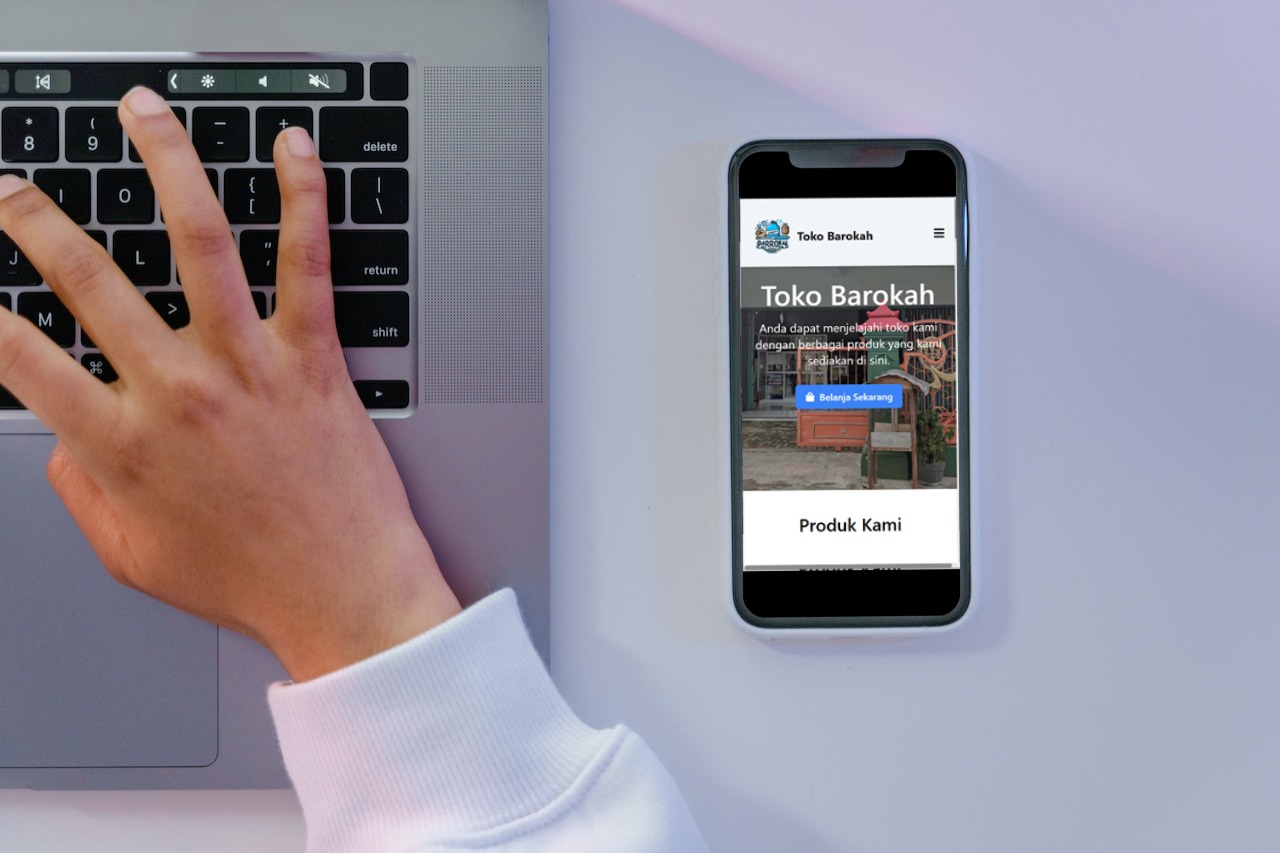 *
8
(
9
-
+
delete
I
O
{
[
|
\
J
L
"
'
return
M
>
shift
⌘
Toko Barokah
Toko Barokah
Anda dapat menjelajahi toko kami
dengan berbagai produk yang kami
sediakan di sini.
Belanja Sekarang
Produk Kami